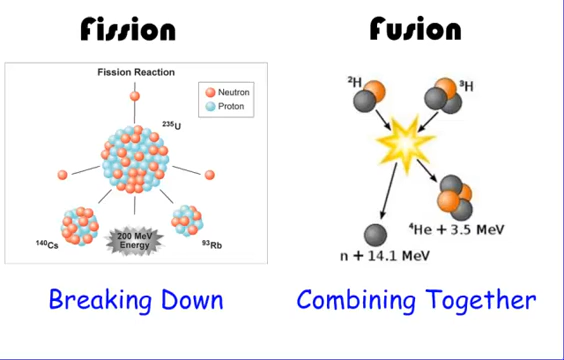 Fission
Fusion
Fission Reaction
Neutron
Proton
²³⁵U
¹⁴⁰Cs
200 MeV
Energy
⁹³Rb
²H
³H
⁴He + 3.5 MeV
n + 14.1 MeV
Breaking Down
Combining Together